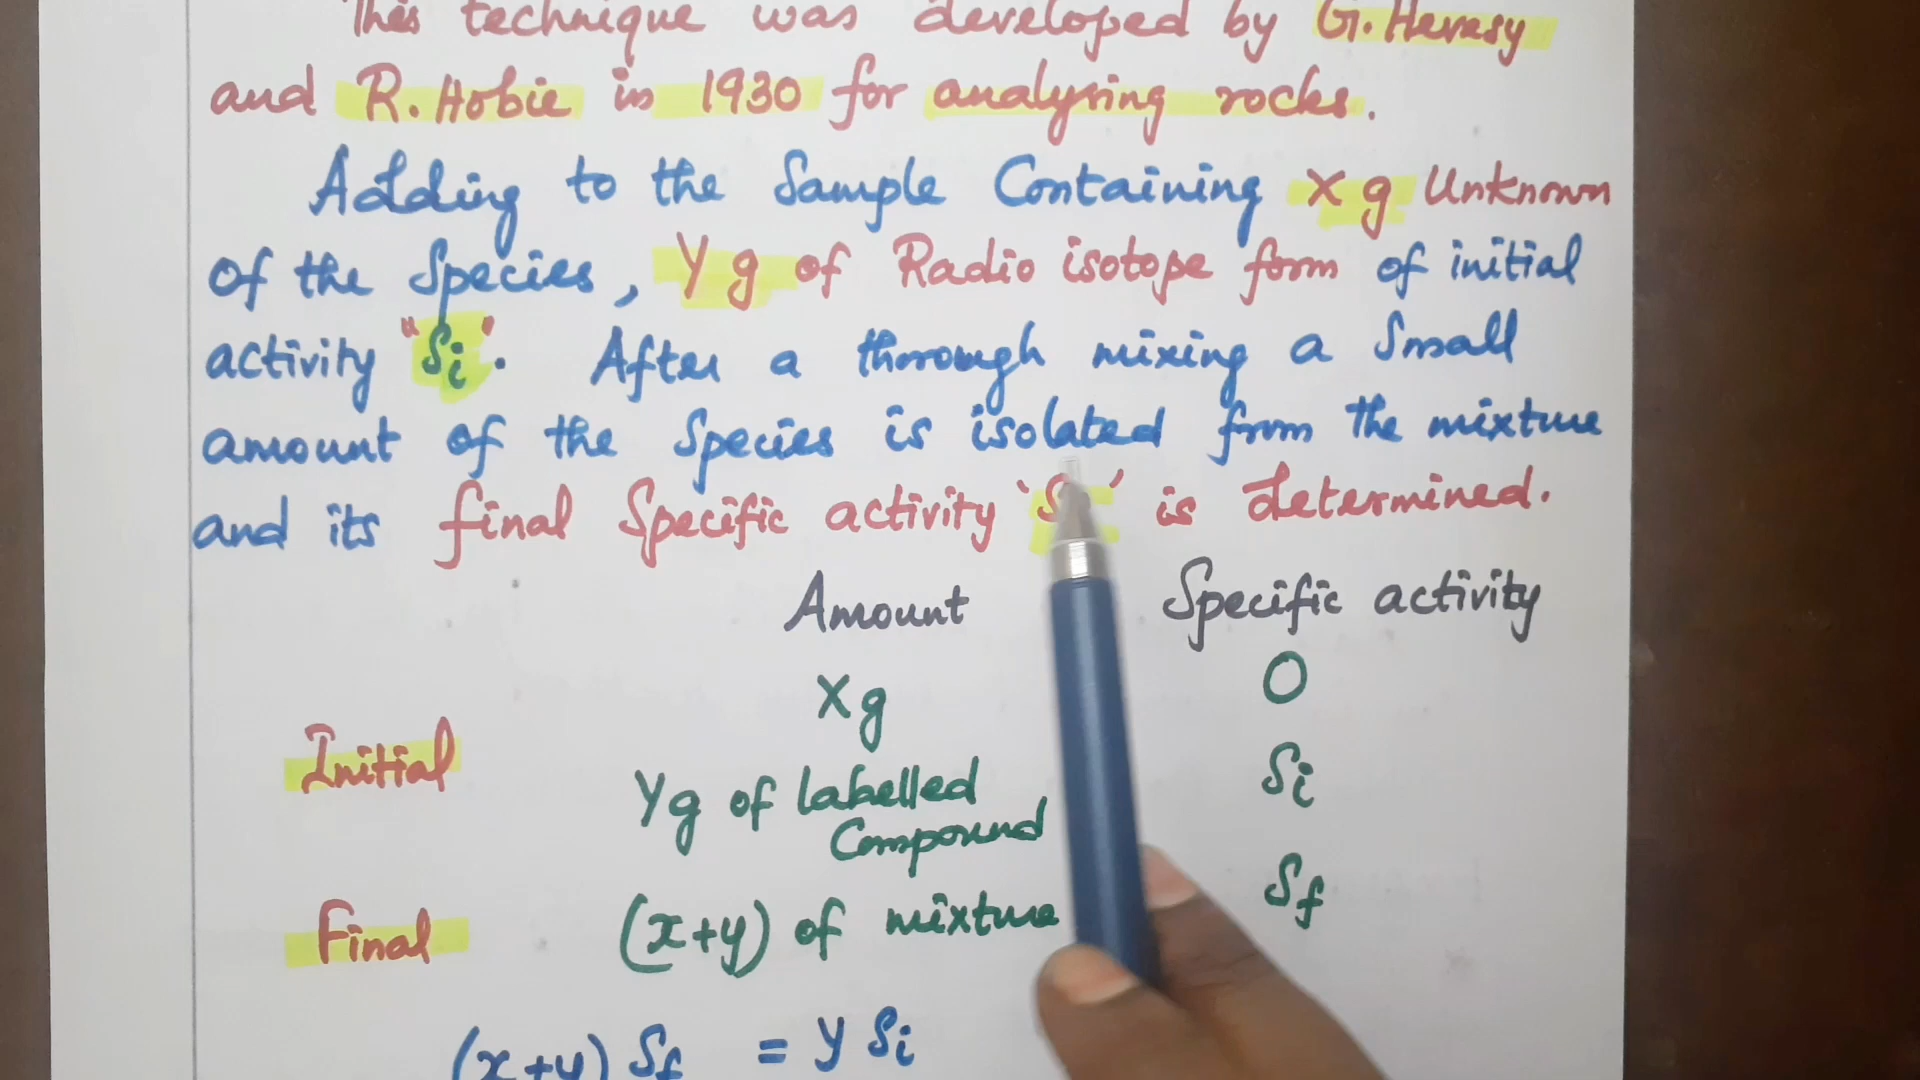 This technique was developed by G. Hevesy
and R. Hobie in 1930 for analysing rocks.
Adding to the Sample Containing X g Unknown
of the Species, Y g of Radio isotope form of initial
activity "Si". After a thorough mixing a Small
amount of the Species is isolated from the mixture
and its final Specific activity ' ' is determined.
Amount Specific activity
Xg O
Initial
Yg of labelled Si
Compound
Final (x+y) of mixture Sf
(x+y) Sf = y Si